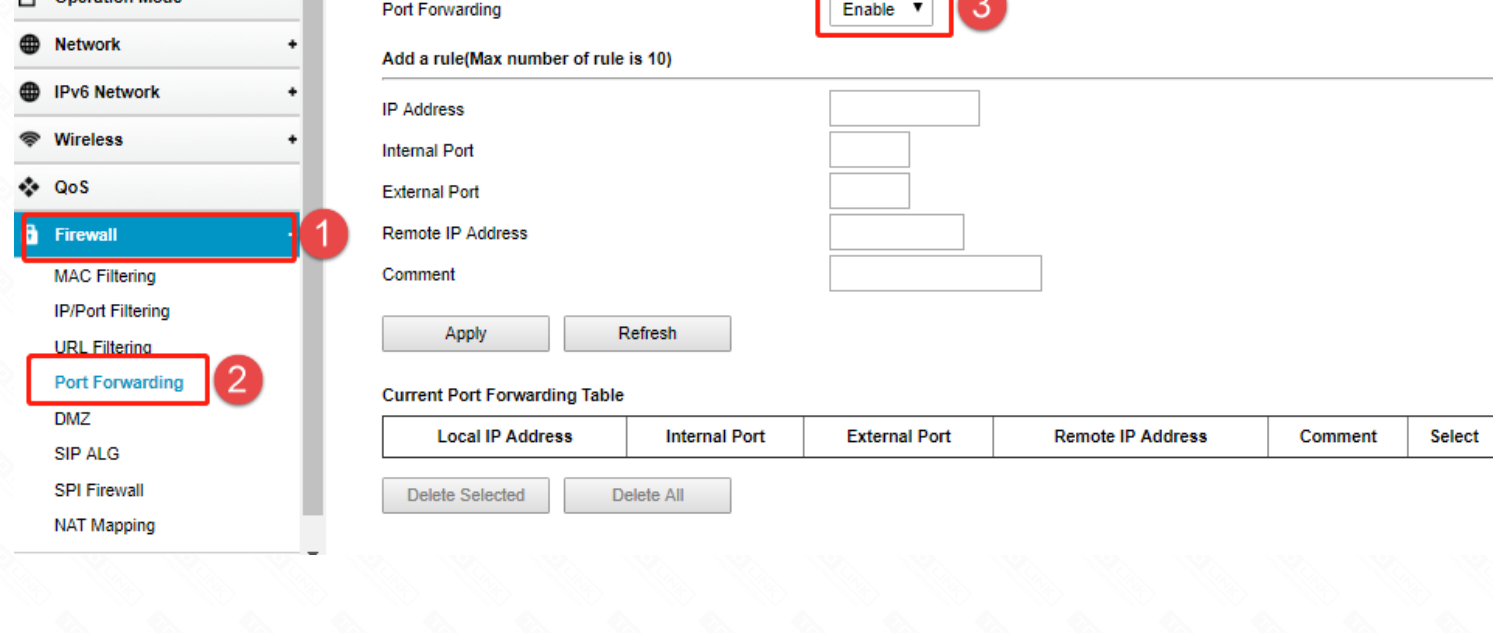 Operation Mode
Network +
IPv6 Network +
Wireless +
QoS
Firewall - 1
MAC Filtering
IP/Port Filtering
URL Filtering
Port Forwarding 2
DMZ
SIP ALG
SPI Firewall
NAT Mapping
Port Forwarding Enable 3
Add a rule(Max number of rule is 10)
IP Address
Internal Port
External Port
Remote IP Address
Comment
Apply Refresh
Current Port Forwarding Table
Local IP Address Internal Port External Port Remote IP Address Comment Select
Delete Selected Delete All